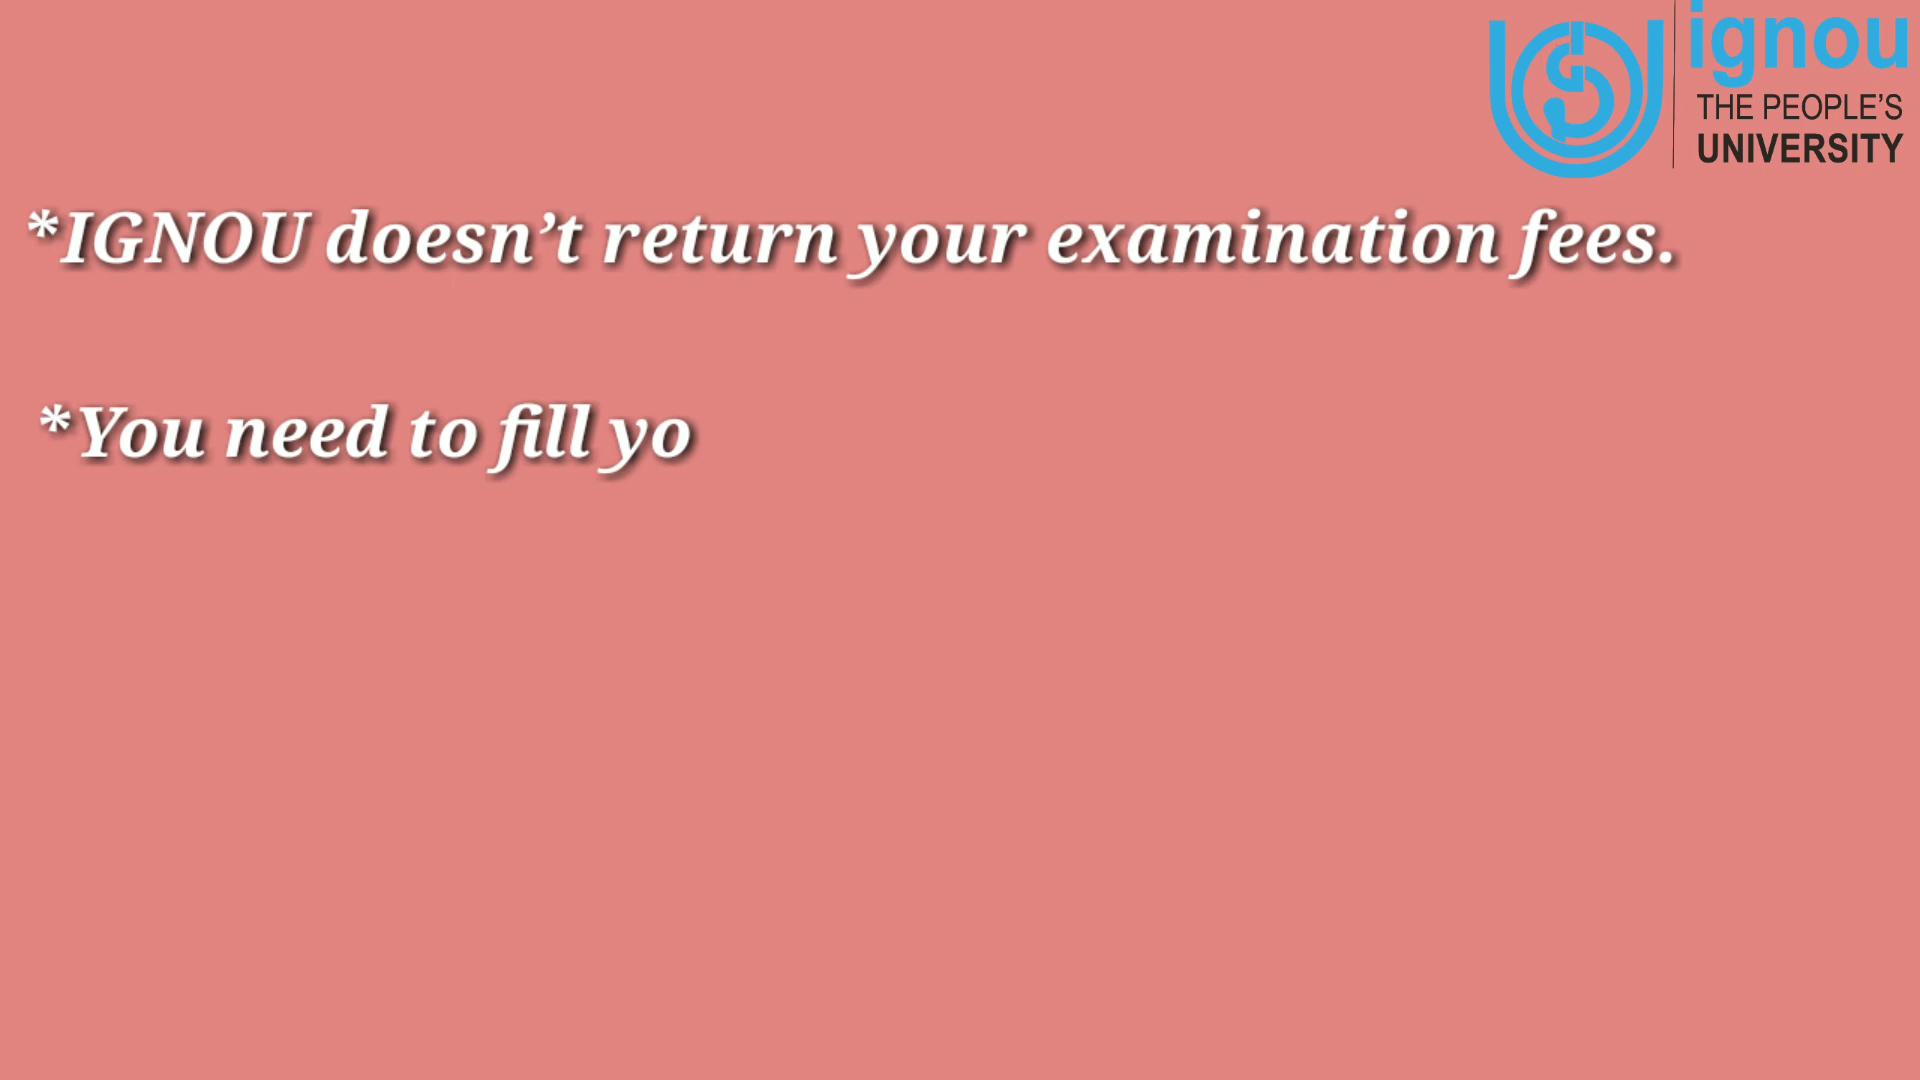 ignou
THE PEOPLE'S
UNIVERSITY
*IGNOU doesn't return your examination fees.
*You need to fill yo